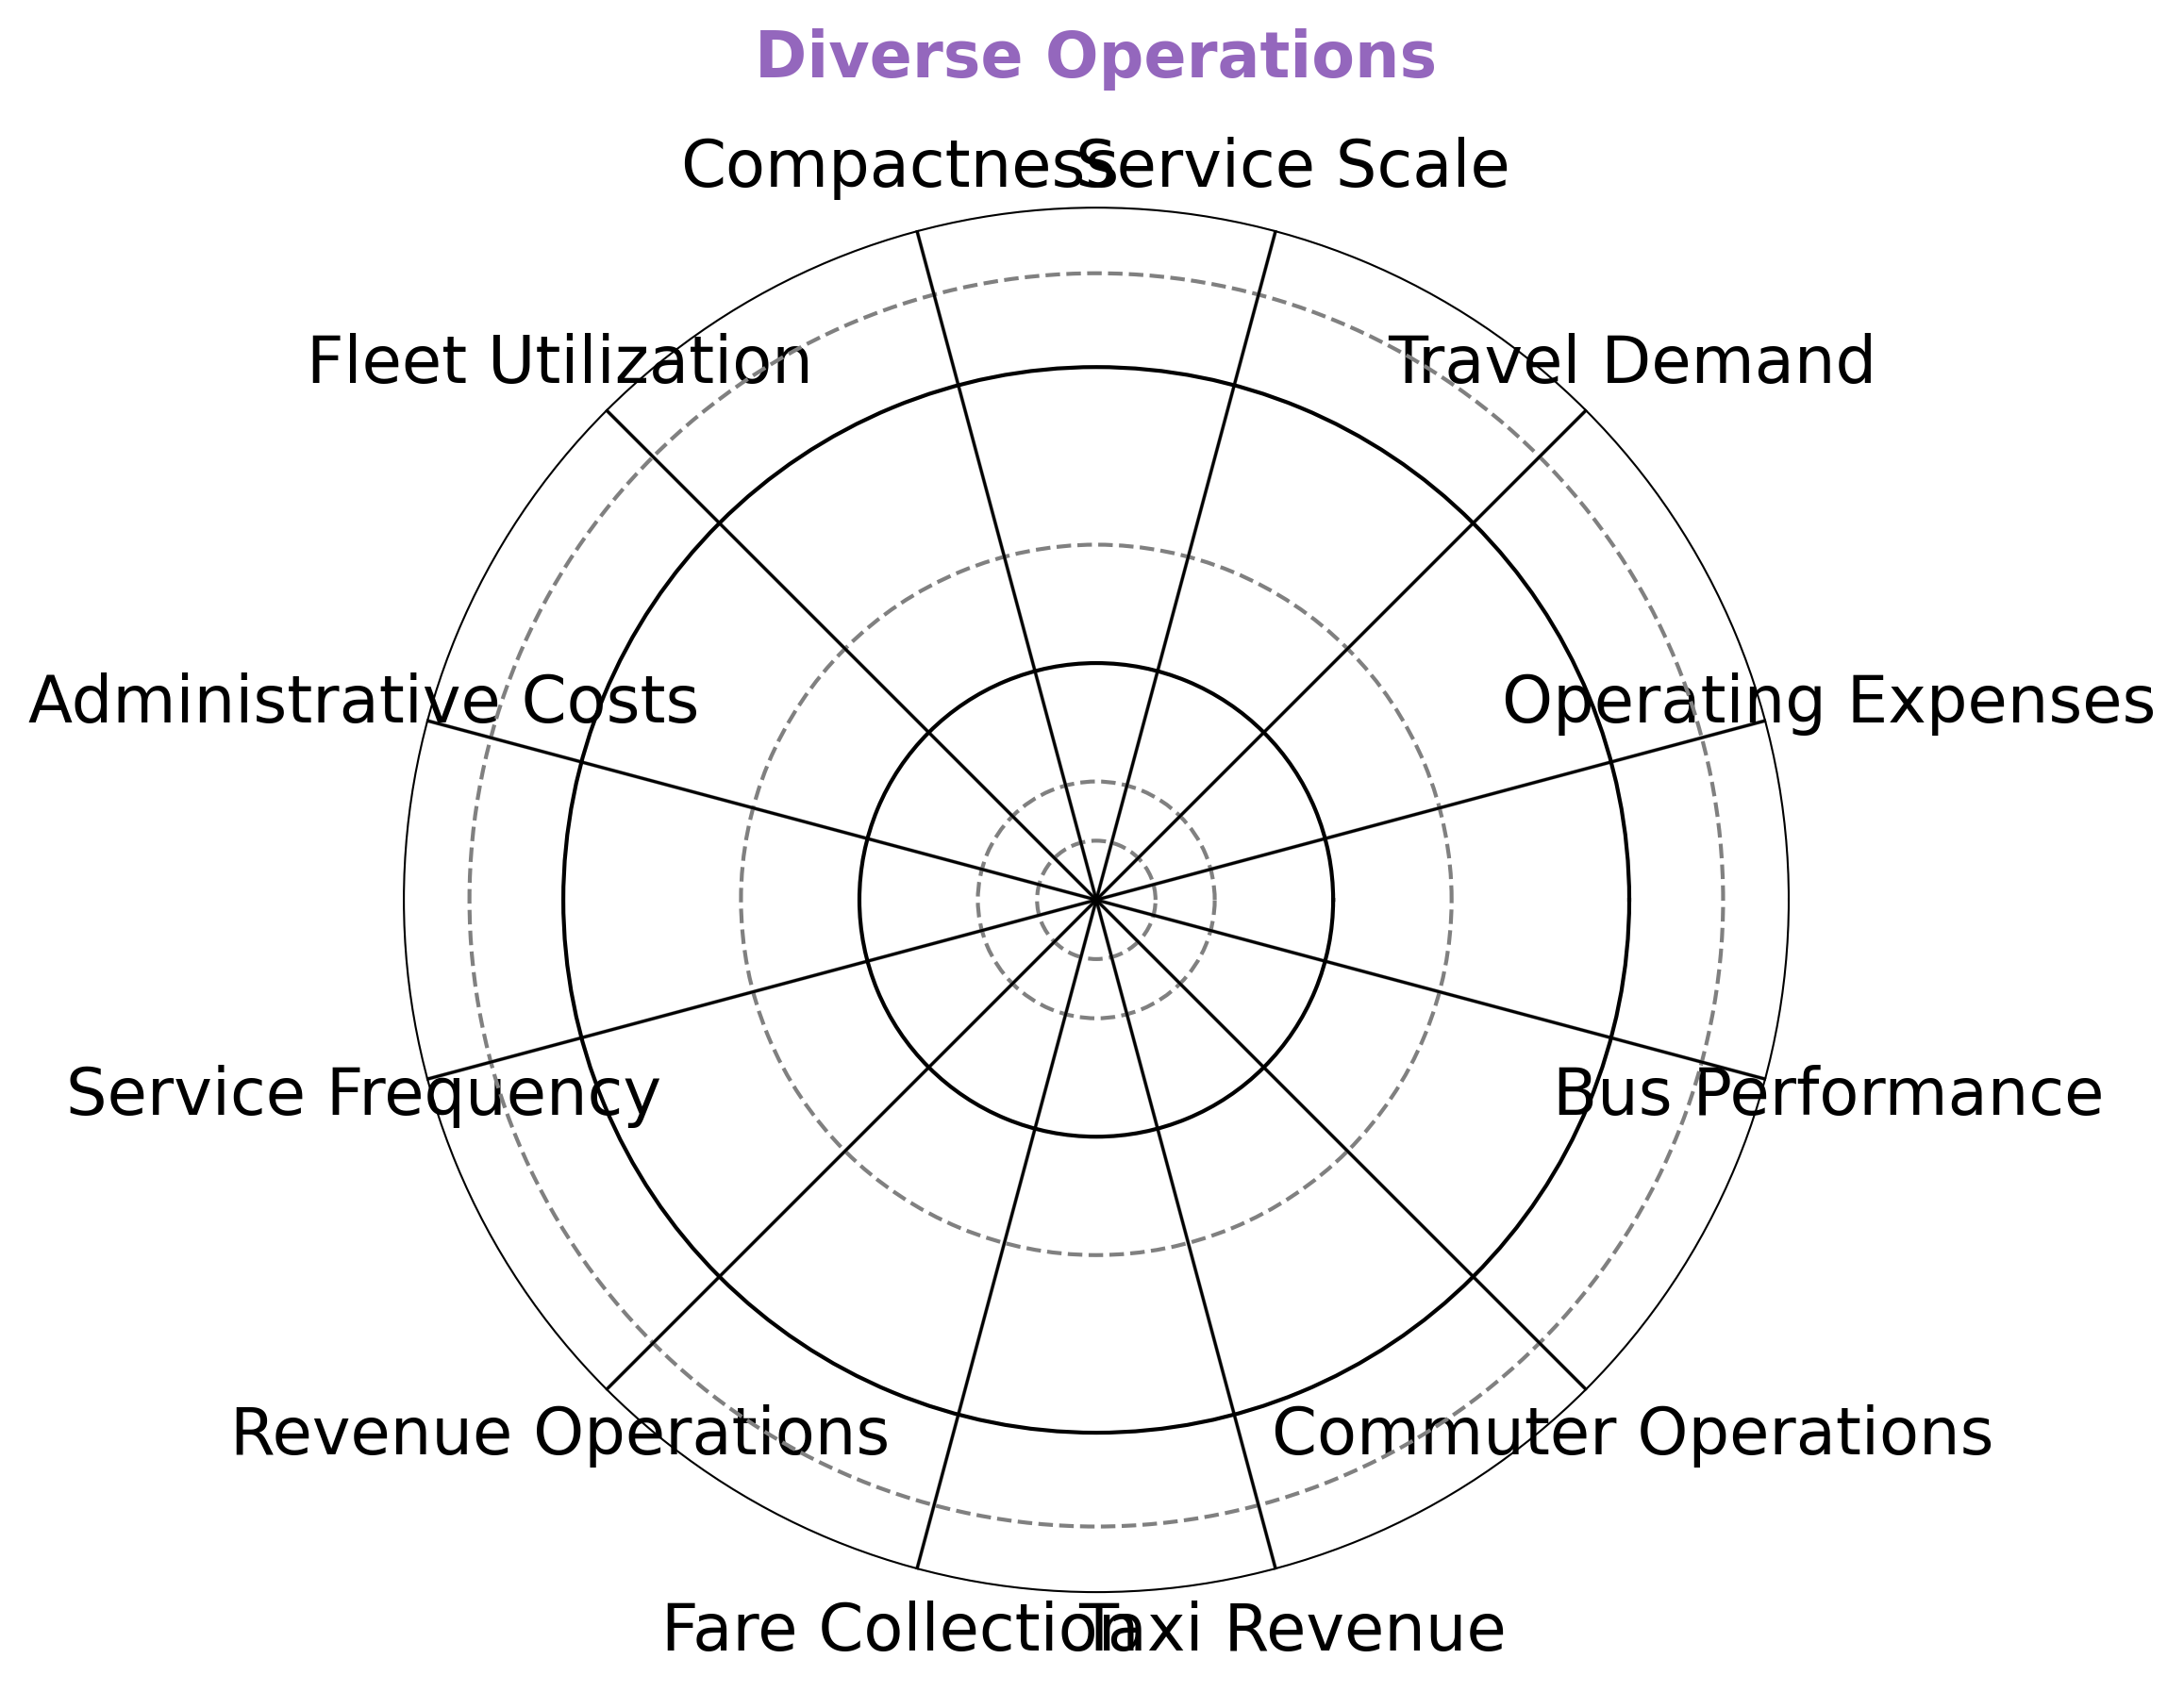 Diverse Operations
Compactness
Service Scale
Fleet Utilization
Travel Demand
Administrative Costs
Operating Expenses
Service Frequency
Bus Performance
Revenue Operations
Commuter Operations
Fare Collection
Taxi Revenue